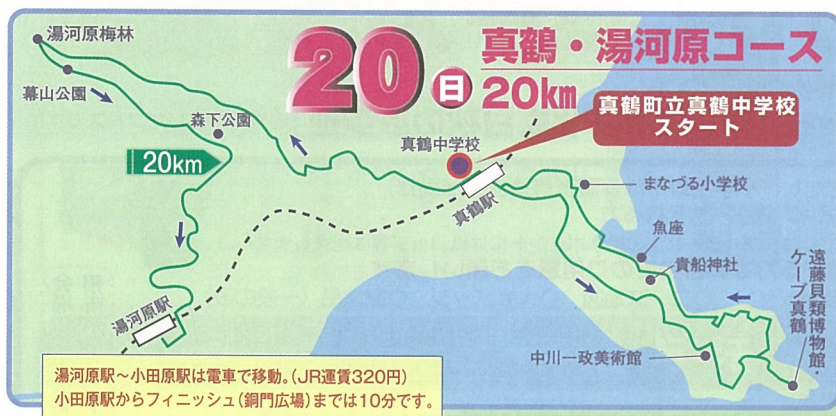 湯河原梅林
幕山公園
森下公園
20km
20
日
真鶴・湯河原コース
20km
真鶴町立真鶴中学校
スタート
真鶴中学校
真鶴駅
まなづる小学校
魚座
貴船神社
遠藤貝類博物館・
ケープ真鶴
中川一政美術館
湯河原駅
湯河原駅〜小田原駅は電車で移動。(JR運賃320円)
小田原駅からフィニッシュ(銅門広場)までは10分です。